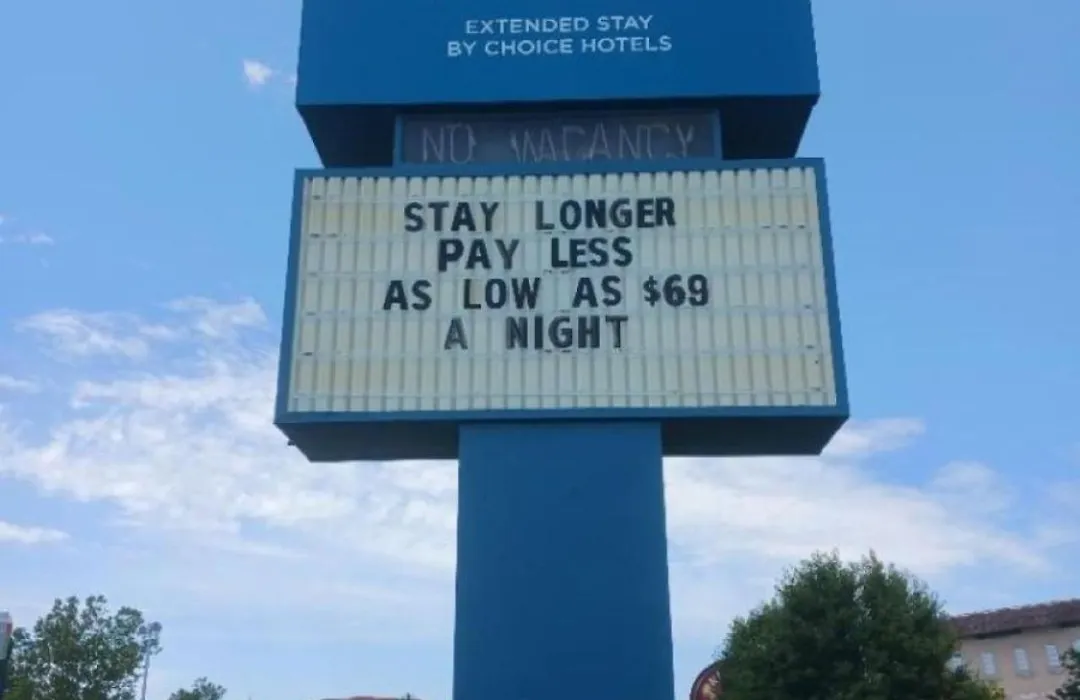 EXTENDED STAY
BY CHOICE HOTELS
NO VACANCY
STAY LONGER
PAY LESS
AS LOW AS $69
A NIGHT